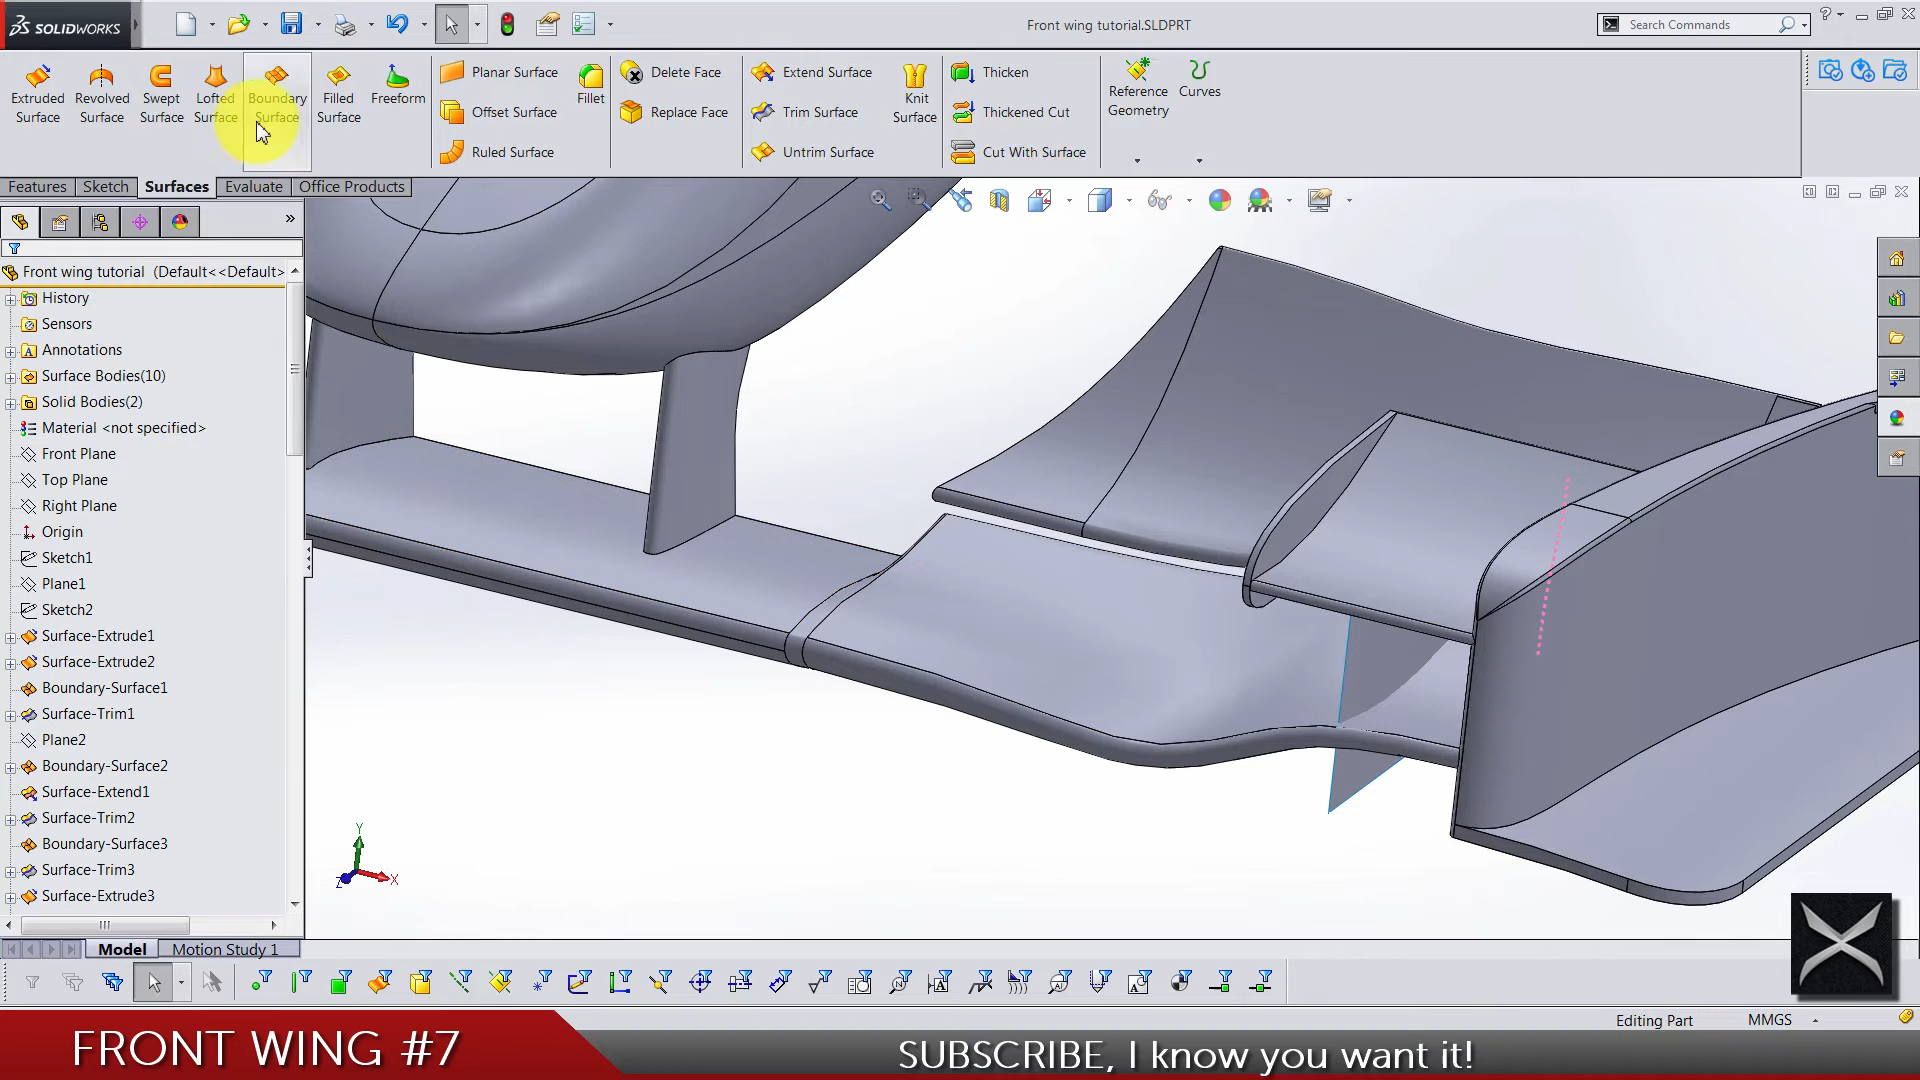 SOLIDWORKS
Front wing tutorial.SLDPRT
Search Commands
Extruded Surface
Revolved Surface
Swept Surface
Lofted Surface
Boundary Surface
Filled Surface
Freeform
Planar Surface
Offset Surface
Ruled Surface
Fillet
Delete Face
Replace Face
Extend Surface
Trim Surface
Untrim Surface
Knit Surface
Thicken
Thickened Cut
Cut With Surface
Reference Geometry
Curves
Features
Sketch
Surfaces
Evaluate
Office Products
Front wing tutorial (Default<<Default>
History
Sensors
Annotations
Surface Bodies(10)
Solid Bodies(2)
Material <not specified>
Front Plane
Top Plane
Right Plane
Origin
Sketch1
Plane1
Sketch2
Surface-Extrude1
Surface-Extrude2
Boundary-Surface1
Surface-Trim1
Plane2
Boundary-Surface2
Surface-Extend1
Surface-Trim2
Boundary-Surface3
Surface-Trim3
Surface-Extrude3
Y
X
Z
Model
Motion Study 1
Editing Part
MMGS
FRONT WING #7
SUBSCRIBE, I know you want it!